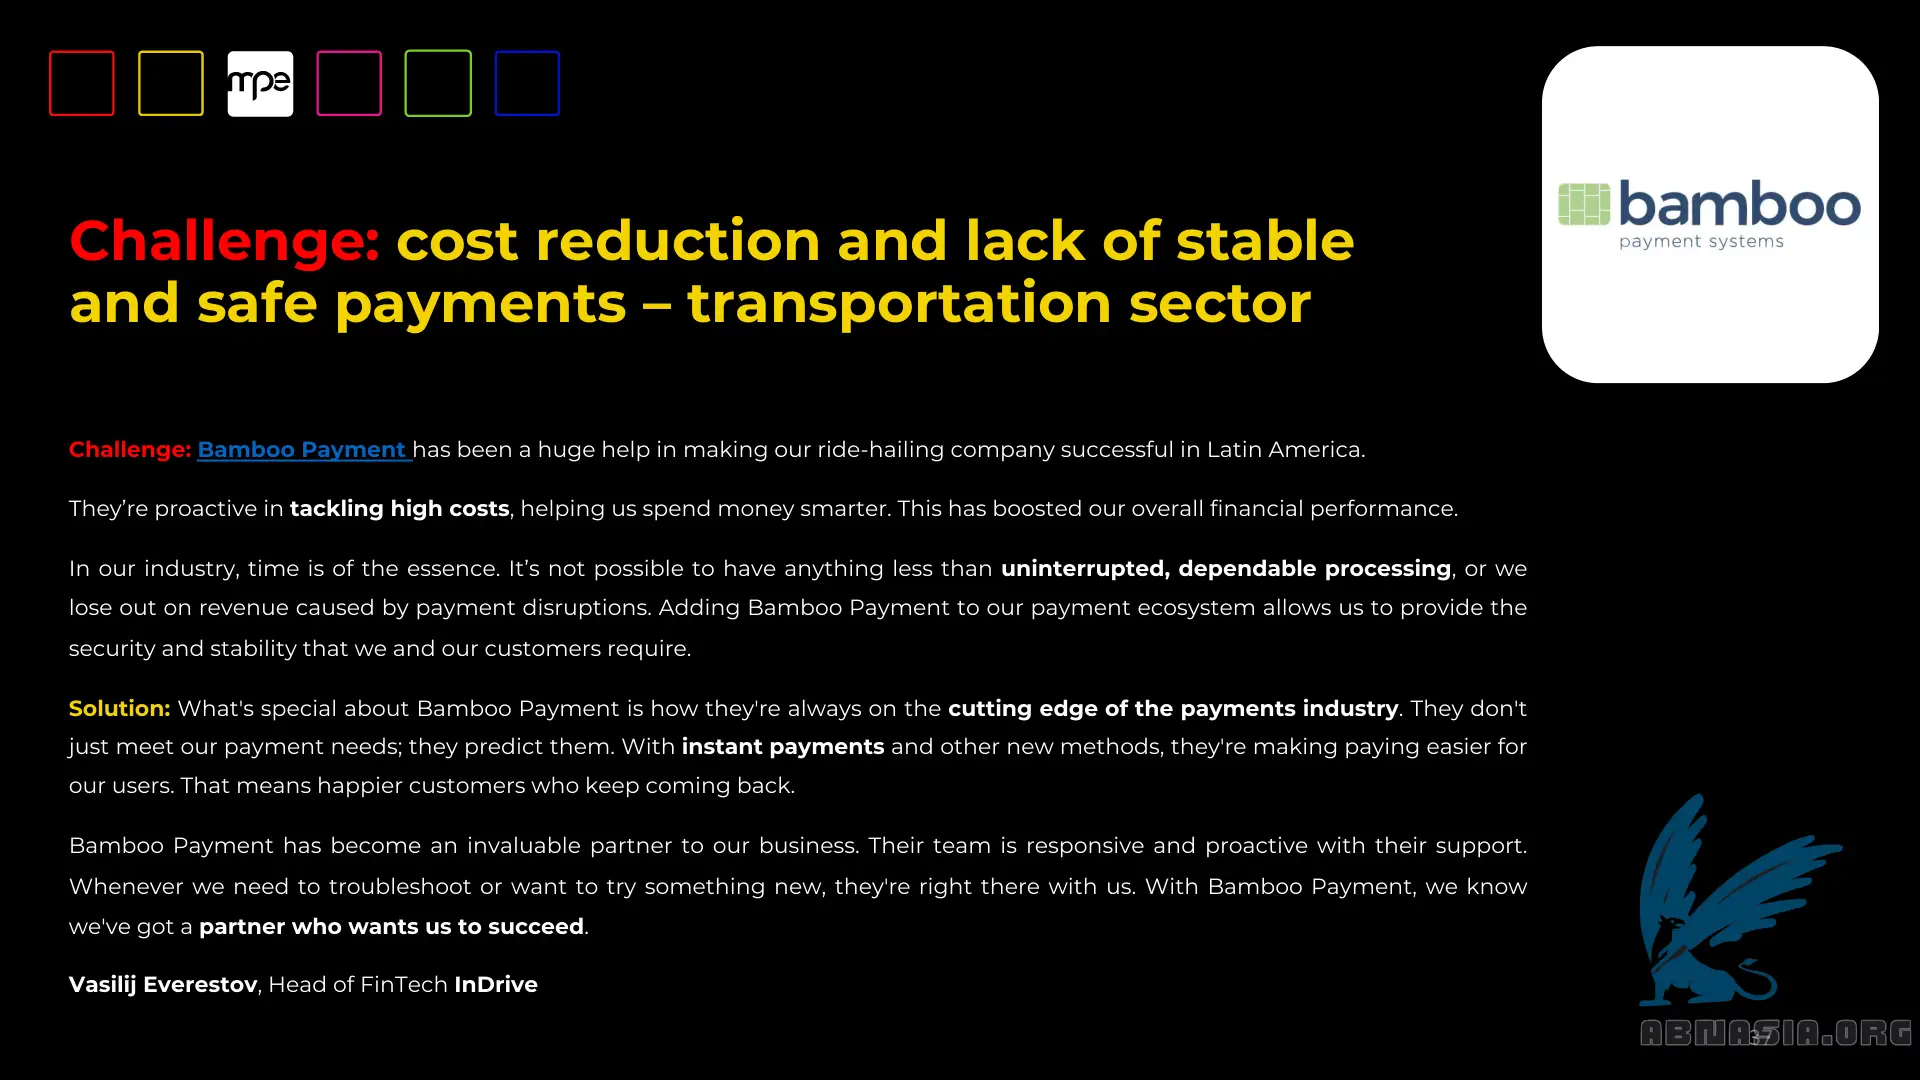 mpe
bamboo
payment systems
Challenge: cost reduction and lack of stable
and safe payments – transportation sector
Challenge: Bamboo Payment has been a huge help in making our ride-hailing company successful in Latin America.
They’re proactive in tackling high costs, helping us spend money smarter. This has boosted our overall financial performance.
In our industry, time is of the essence. It’s not possible to have anything less than uninterrupted, dependable processing, or we
lose out on revenue caused by payment disruptions. Adding Bamboo Payment to our payment ecosystem allows us to provide the
security and stability that we and our customers require.
Solution: What's special about Bamboo Payment is how they're always on the cutting edge of the payments industry. They don't
just meet our payment needs; they predict them. With instant payments and other new methods, they're making paying easier for
our users. That means happier customers who keep coming back.
Bamboo Payment has become an invaluable partner to our business. Their team is responsive and proactive with their support.
Whenever we need to troubleshoot or want to try something new, they're right there with us. With Bamboo Payment, we know
we've got a partner who wants us to succeed.
Vasilij Everestov, Head of FinTech InDrive
ABNASIA.ORG
37